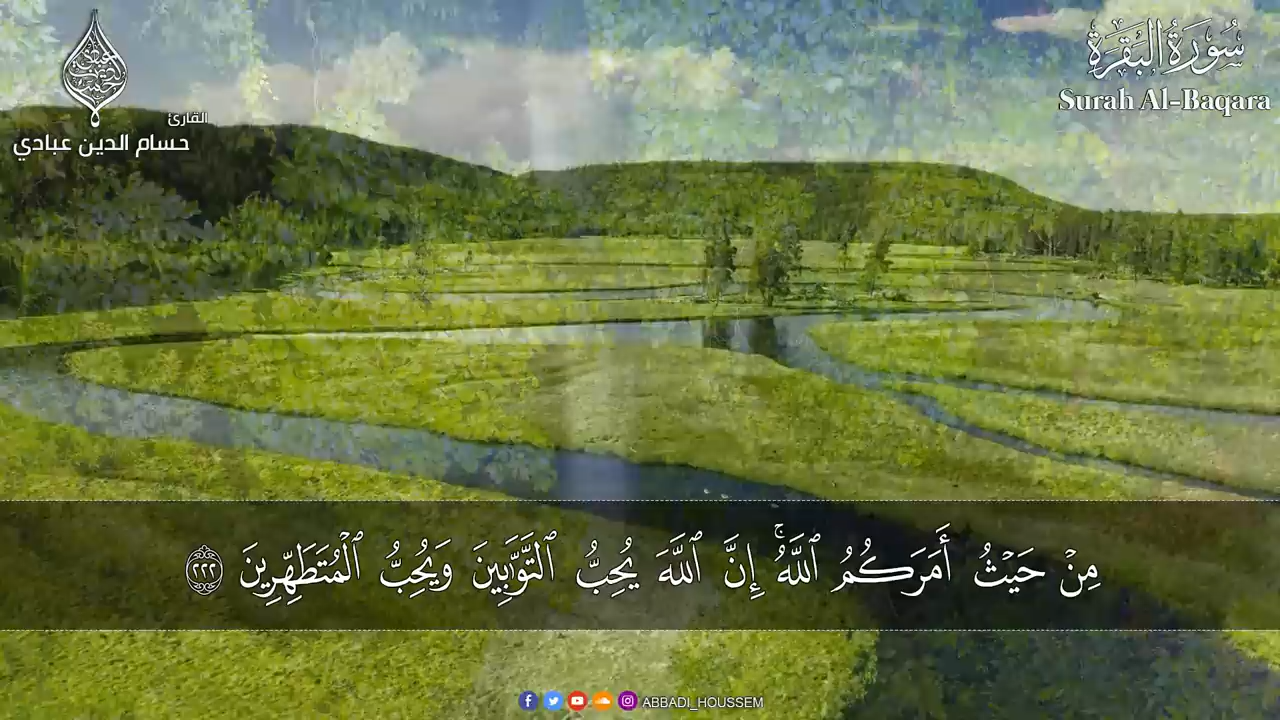 سُورَةُ البَقَرَةِ
Surah Al-Baqara
القارئ
حسام الدين عبادي
مِنْ حَيْثُ أَمَرَكُمُ ٱللَّهُ ۚ إِنَّ ٱللَّهَ يُحِبُّ ٱلتَّوَّٰبِينَ وَيُحِبُّ ٱلْمُتَطَهِّرِينَ ٢٢٢
ABBADI_HOUSSEM